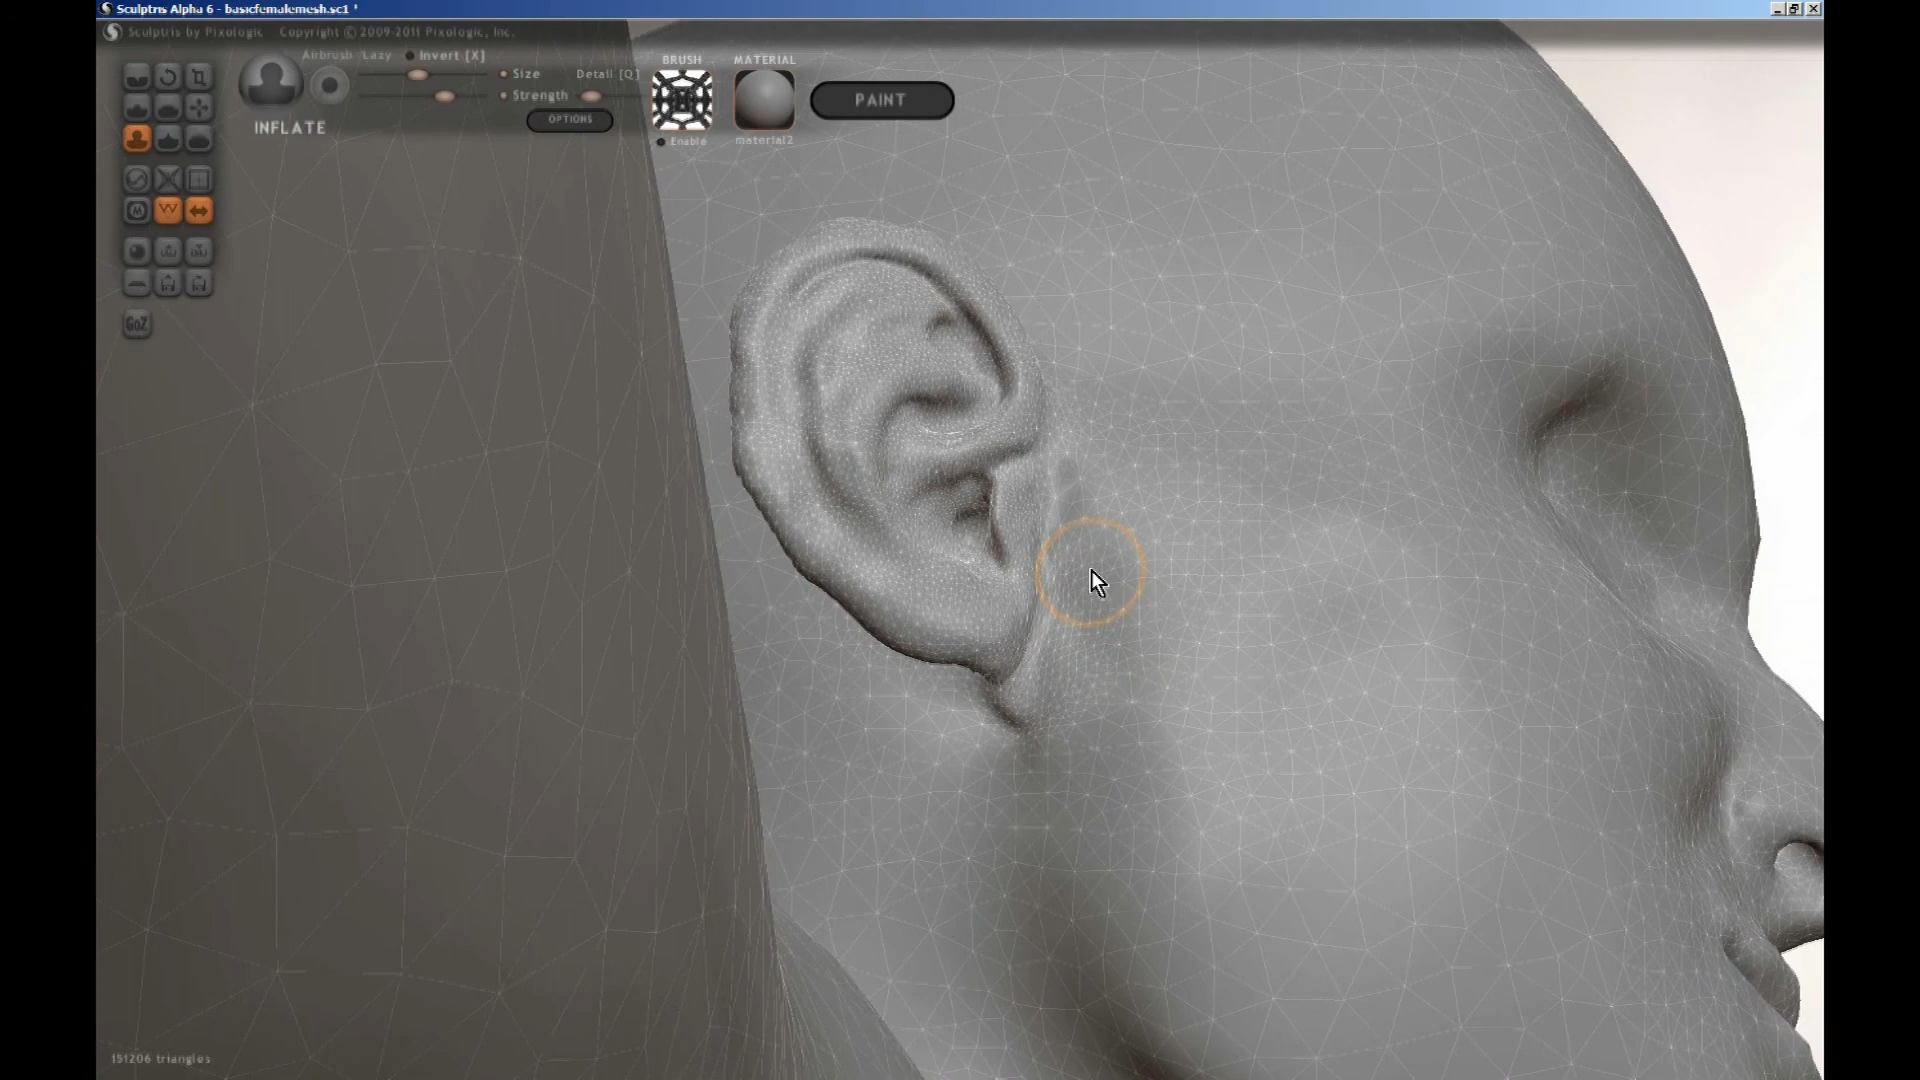 Sculptris Alpha 6 - basicfemalemesh.sc1 *
Sculptris by Pixologic Copyright © 2009-2011 Pixologic, Inc.
Airbrush Lazy Invert [X]
BRUSH MATERIAL
Size Detail [Q]
Strength
PAINT
OPTIONS
INFLATE
Enable material2
GoZ
151206 triangles